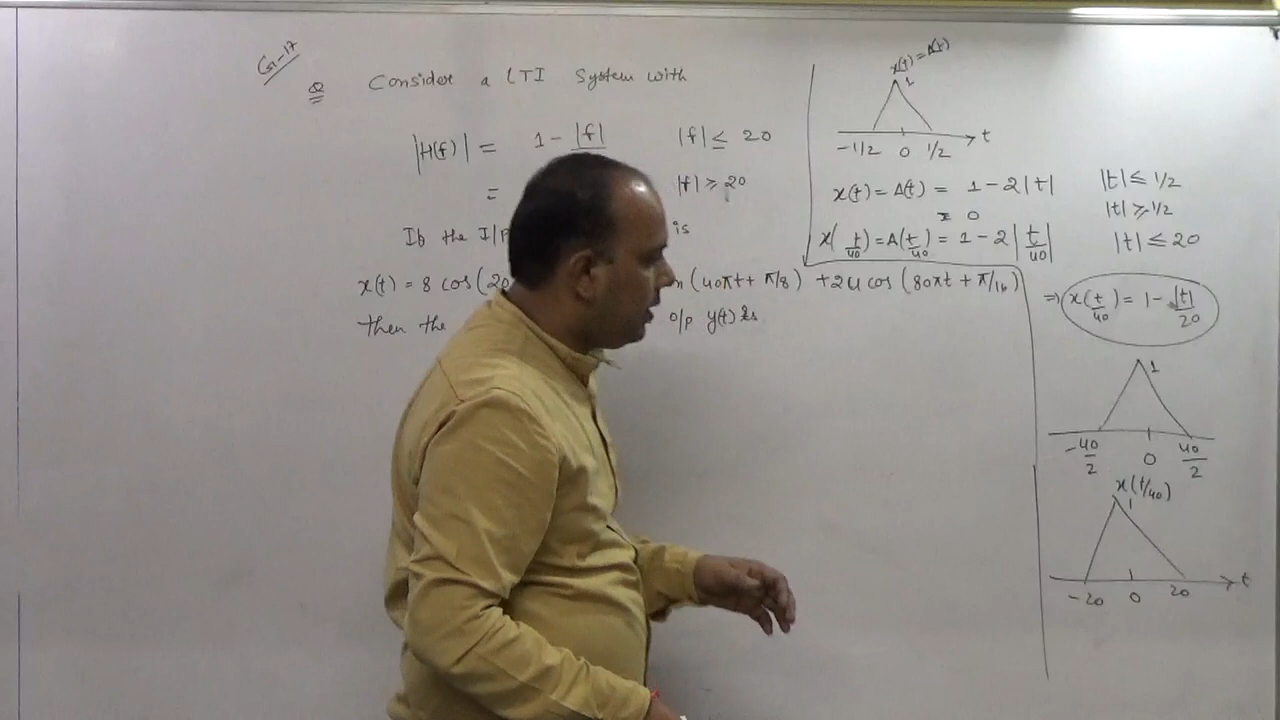 G-17
Q Consider a LTI System with
|H(f)| = 1 - |f| |f| ≤ 20
= |f| ≥ 20
If the I/P is
x(t) = 8 cos(20 (40πt + π/8) + 24 cos (80πt + π/16)
then the o/p y(t) is
x(t) = Δ(t)
1
-1/2 0 1/2 t
x(t) = Δ(t) = 1 - 2|t| |t| ≤ 1/2
= 0 |t| ≥ 1/2
x(t/40) = Δ(t/40) = 1 - 2|t/40| |t| ≤ 20
⇒ x(t/40) = 1 - |t|/20
1
-40/2 0 40/2
x(t/40)
1
-20 0 20 t